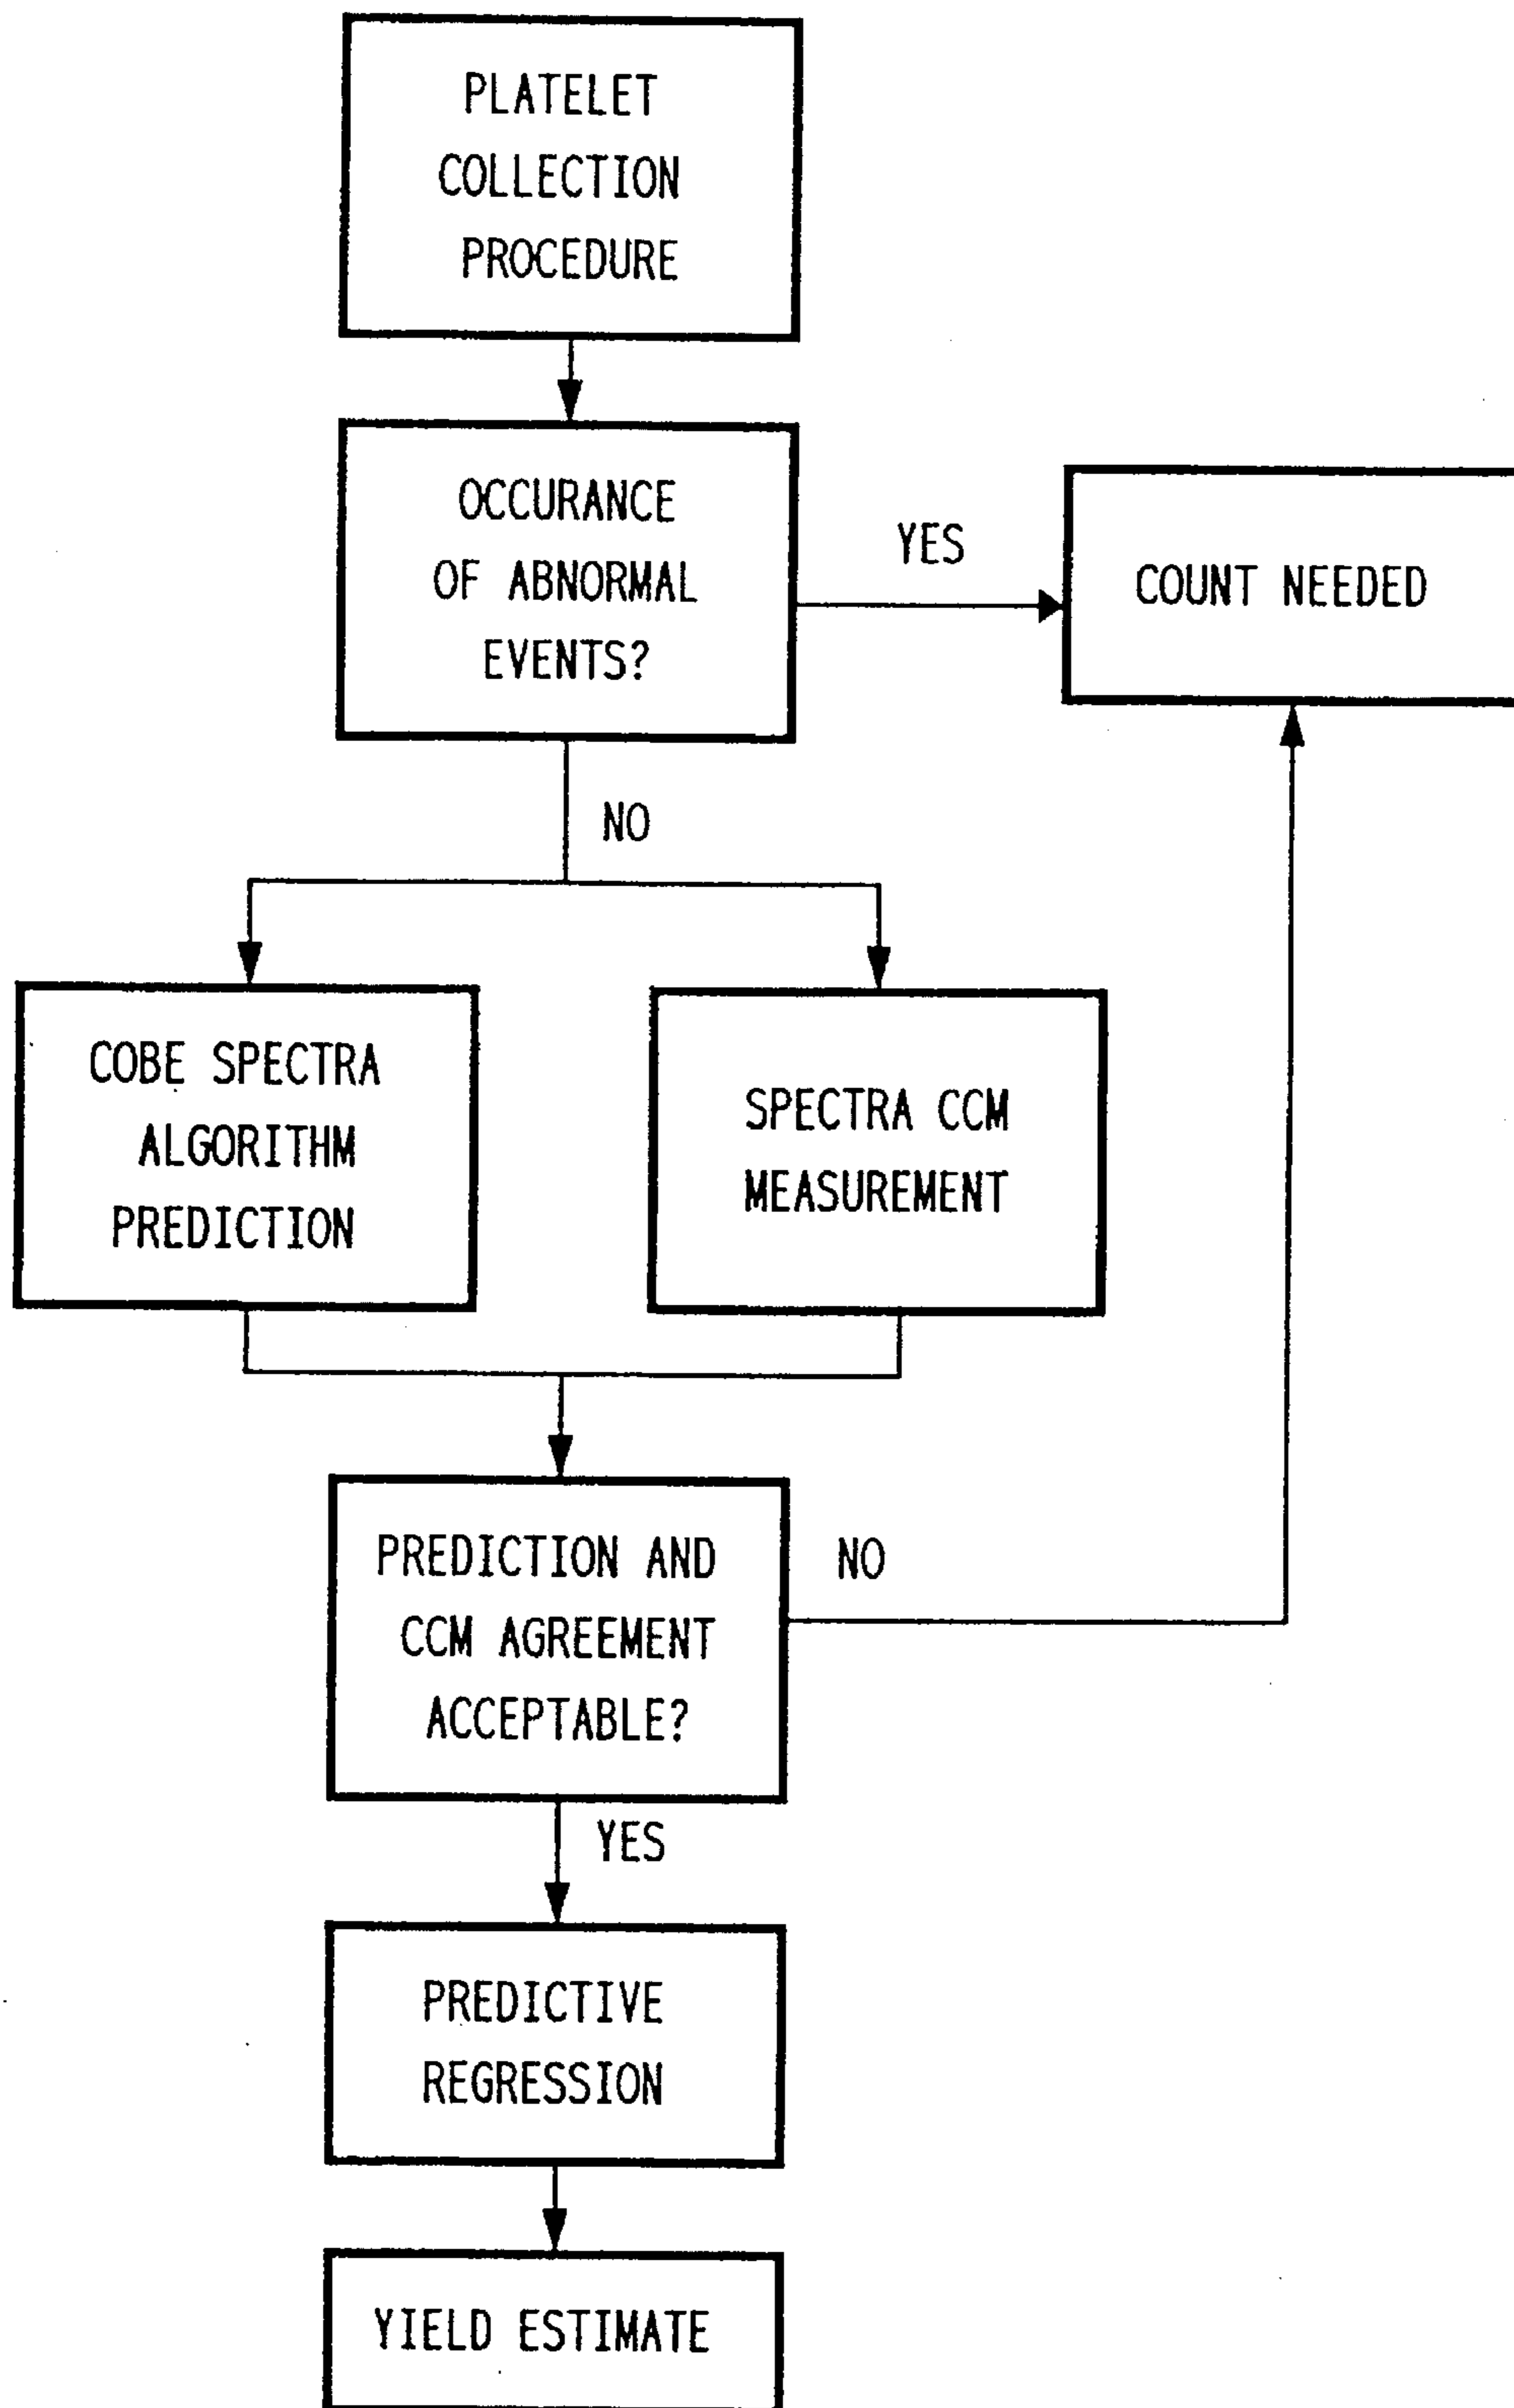 PLATELET
COLLECTION
PROCEDURE
OCCURANCE
OF ABNORMAL
EVENTS?
YES
COUNT NEEDED
NO
COBE SPECTRA
ALGORITHM
PREDICTION
SPECTRA CCM
MEASUREMENT
PREDICTION AND
CCM AGREEMENT
ACCEPTABLE?
NO
YES
PREDICTIVE
REGRESSION
YIELD ESTIMATE